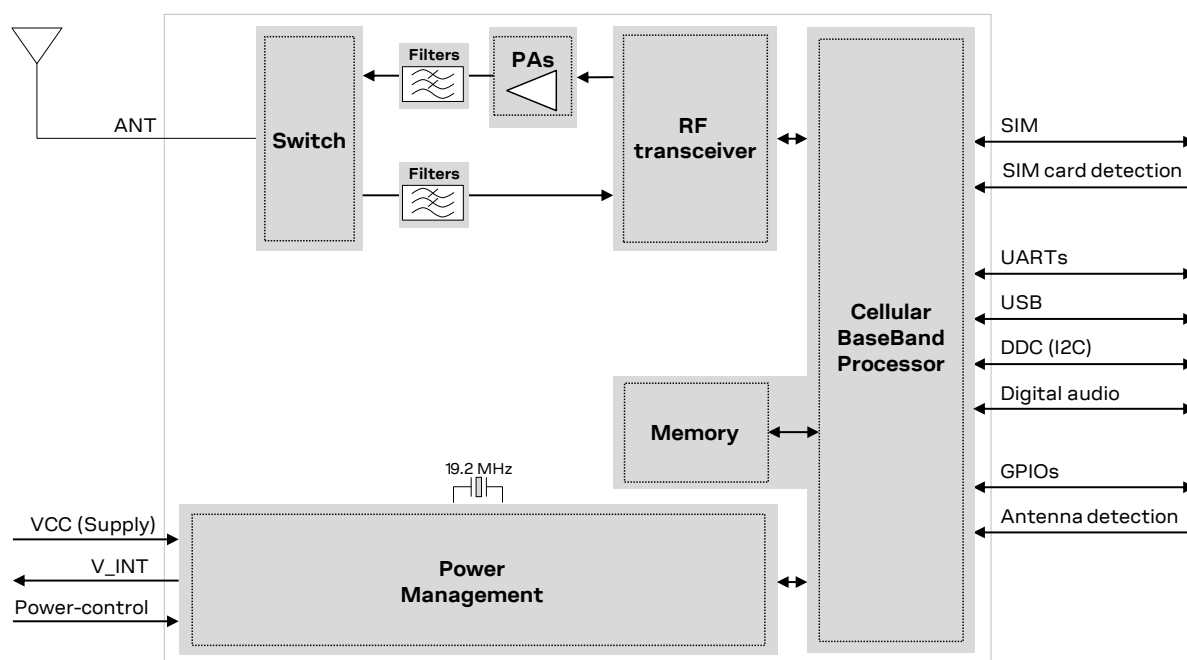 Filters
PAs
ANT
Switch
RF
transceiver
Filters
SIM
SIM card detection
UARTs
USB
DDC (I2C)
Digital audio
Cellular
BaseBand
Processor
Memory
19.2 MHz
GPIOs
Antenna detection
VCC (Supply)
V_INT
Power-control
Power
Management